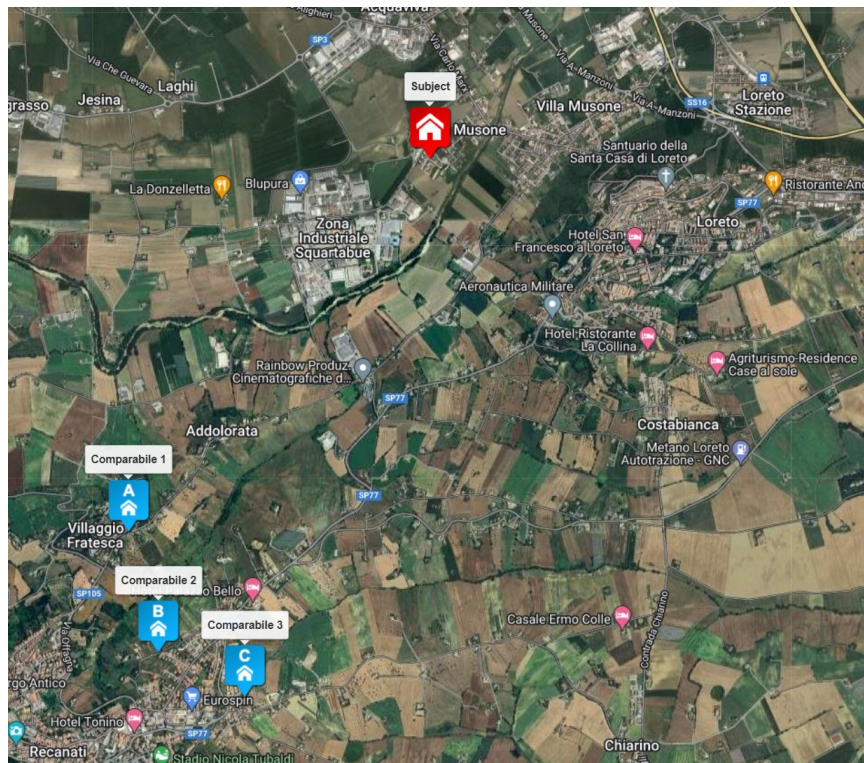 Alighieri
Acquaviva
SP3
Via Che Guevara
Laghi
Jesina
grasso
Via Carlo Marx
Musone
Via A. Manzoni
Via A. Manzoni
SS16
Loreto
Stazione
Subject
Musone
Villa Musone
Santuario della
Santa Casa di Loreto
La Donzelletta
Blupura
Ristorante And
SP77
Loreto
Zona
Industriale
Squartabue
Hotel San
Francesco a Loreto
Aeronautica Militare
Hotel Ristorante
La Collina
Agriturismo-Residence
Case al sole
Rainbow Produz
Cinematografiche d...
SP77
Addolorata
Costabianca
Metano Loreto
Autotrazione - GNC
Comparabile 1
A
SP77
Villaggio
Fratesca
Comparabile 2
B
SP105
o Bello
Via Offagna
Comparabile 3
C
Casale Ermo Colle
Contrada Chiarino
rgo Antico
Eurospin
Hotel Tonino
SP77
Recanati
Stadio Nicola Tubaldi
Chiarino